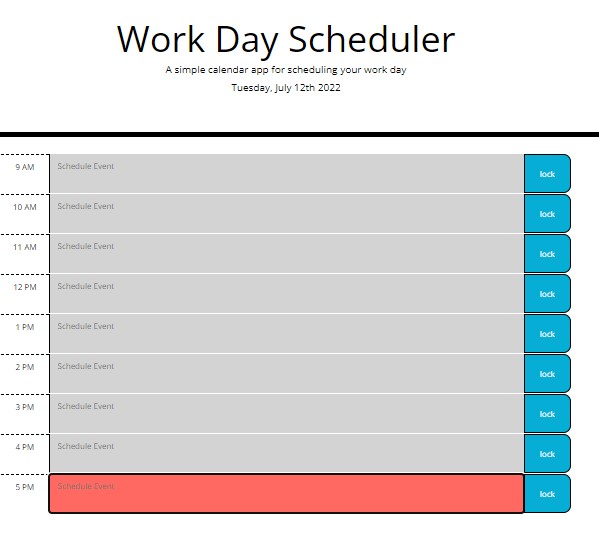 Work Day Scheduler
A simple calendar app for scheduling your work day
Tuesday, July 12th 2022
9 AM Schedule Event lock
10 AM Schedule Event lock
11 AM Schedule Event lock
12 PM Schedule Event lock
1 PM Schedule Event lock
2 PM Schedule Event lock
3 PM Schedule Event lock
4 PM Schedule Event lock
5 PM Schedule Event lock